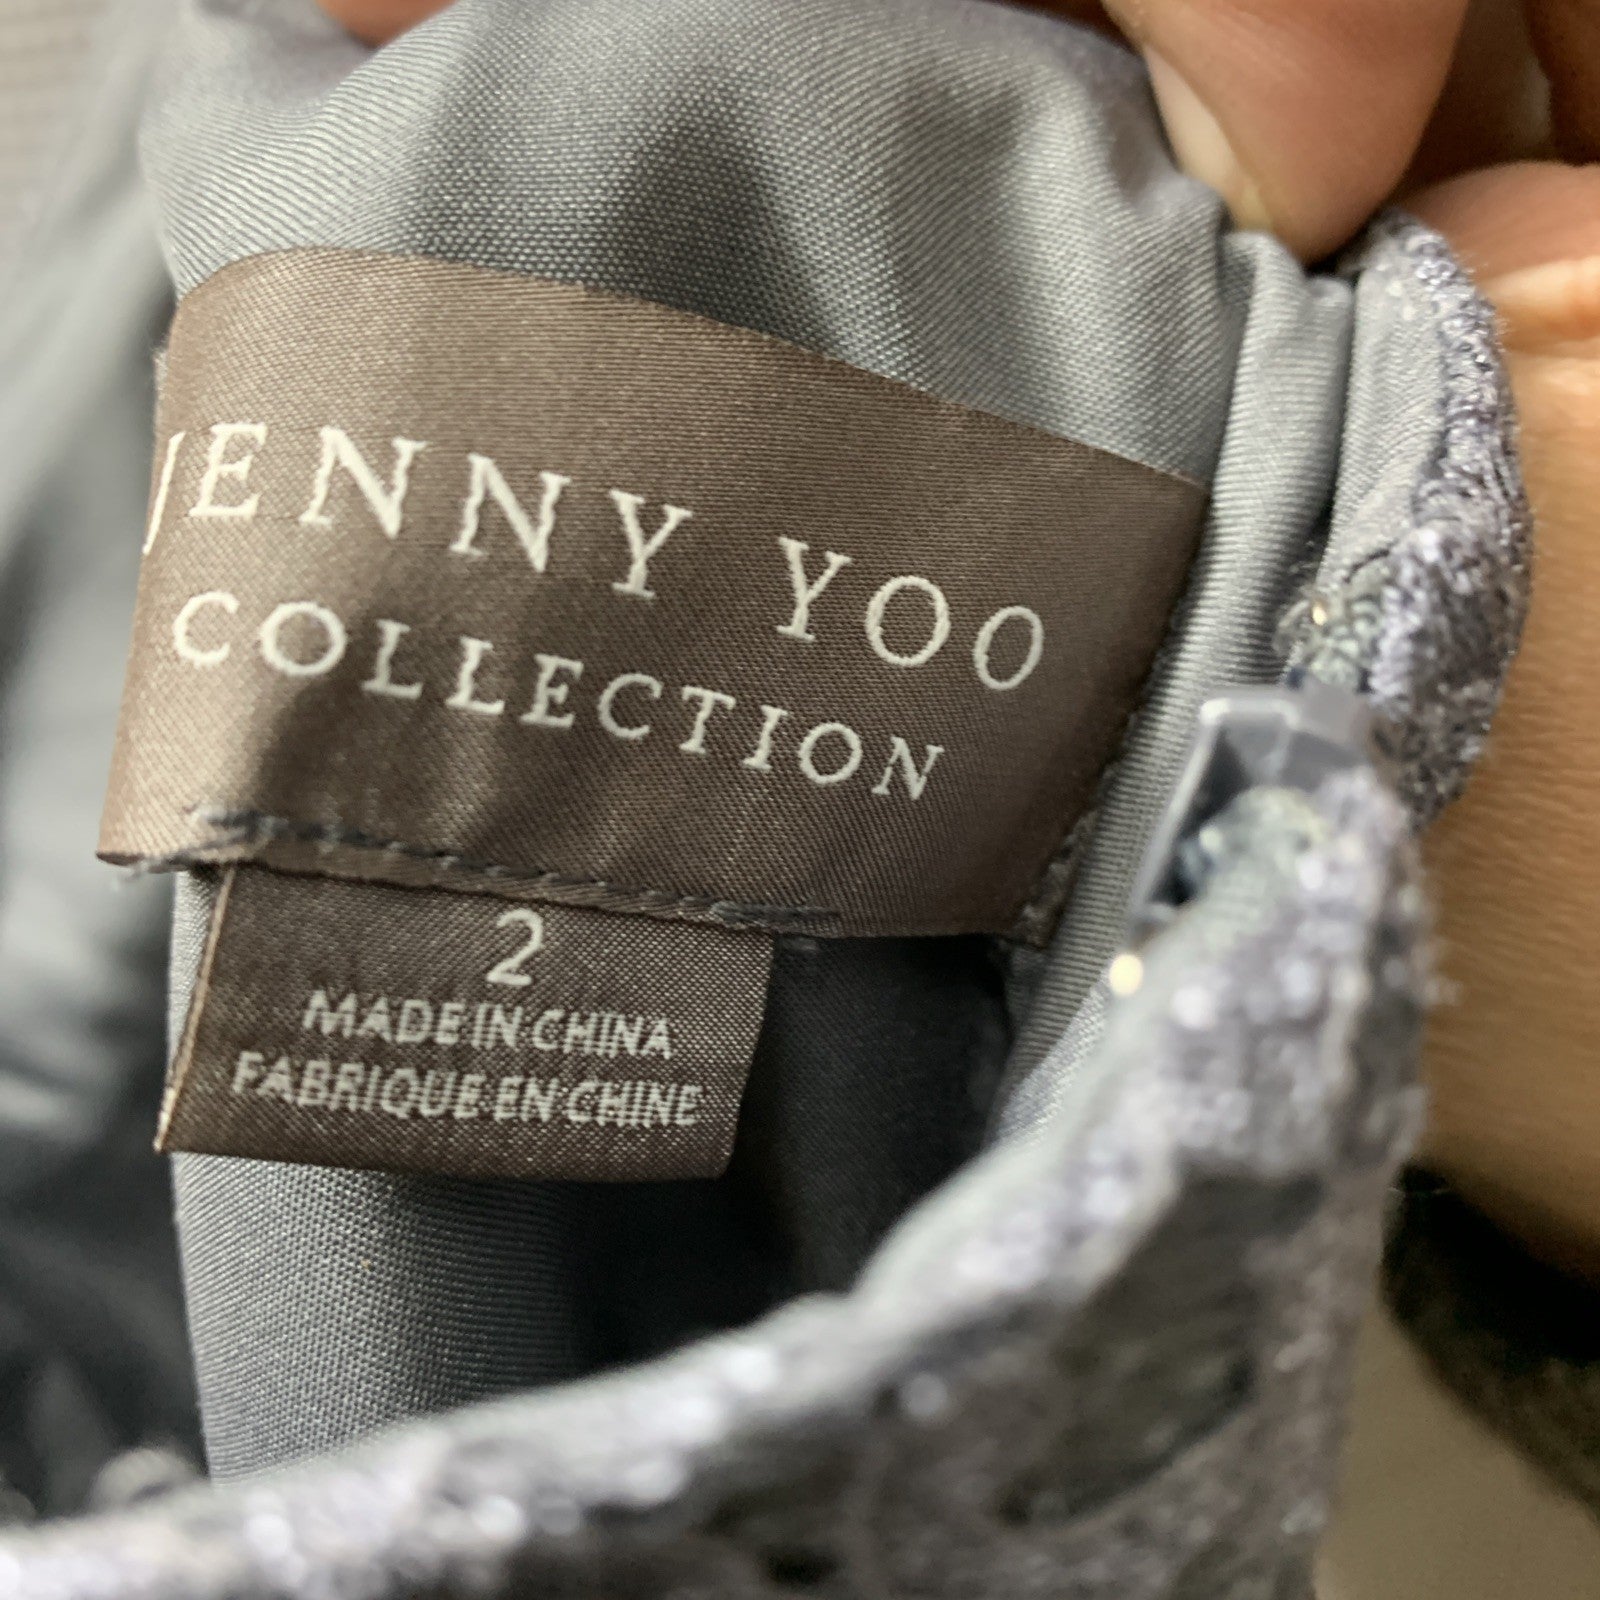 JENNY YOO
COLLECTION
2
MADE IN CHINA
FABRIQUE EN CHINE